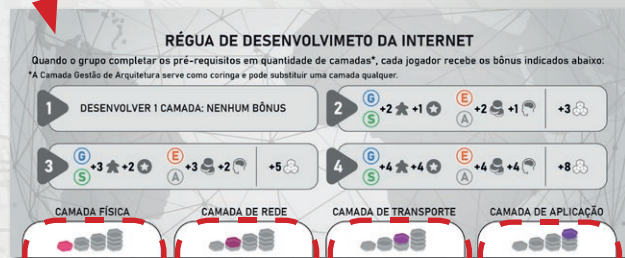 RÉGUA DE DESENVOLVIMETO DA INTERNET
Quando o grupo completar os pré-requisitos em quantidade de camadas*, cada jogador recebe os bônus indicados abaixo:
*A Camada Gestão de Arquitetura serve como coringa e pode substituir uma camada qualquer.
1 DESENVOLVER 1 CAMADA: NENHUM BÔNUS
2 G S +2 +1 E A +2 +1 +3
3 G S +3 +2 E A +3 +2 +5
4 G S +4 +4 E A +4 +4 +8
CAMADA FÍSICA CAMADA DE REDE CAMADA DE TRANSPORTE CAMADA DE APLICAÇÃO